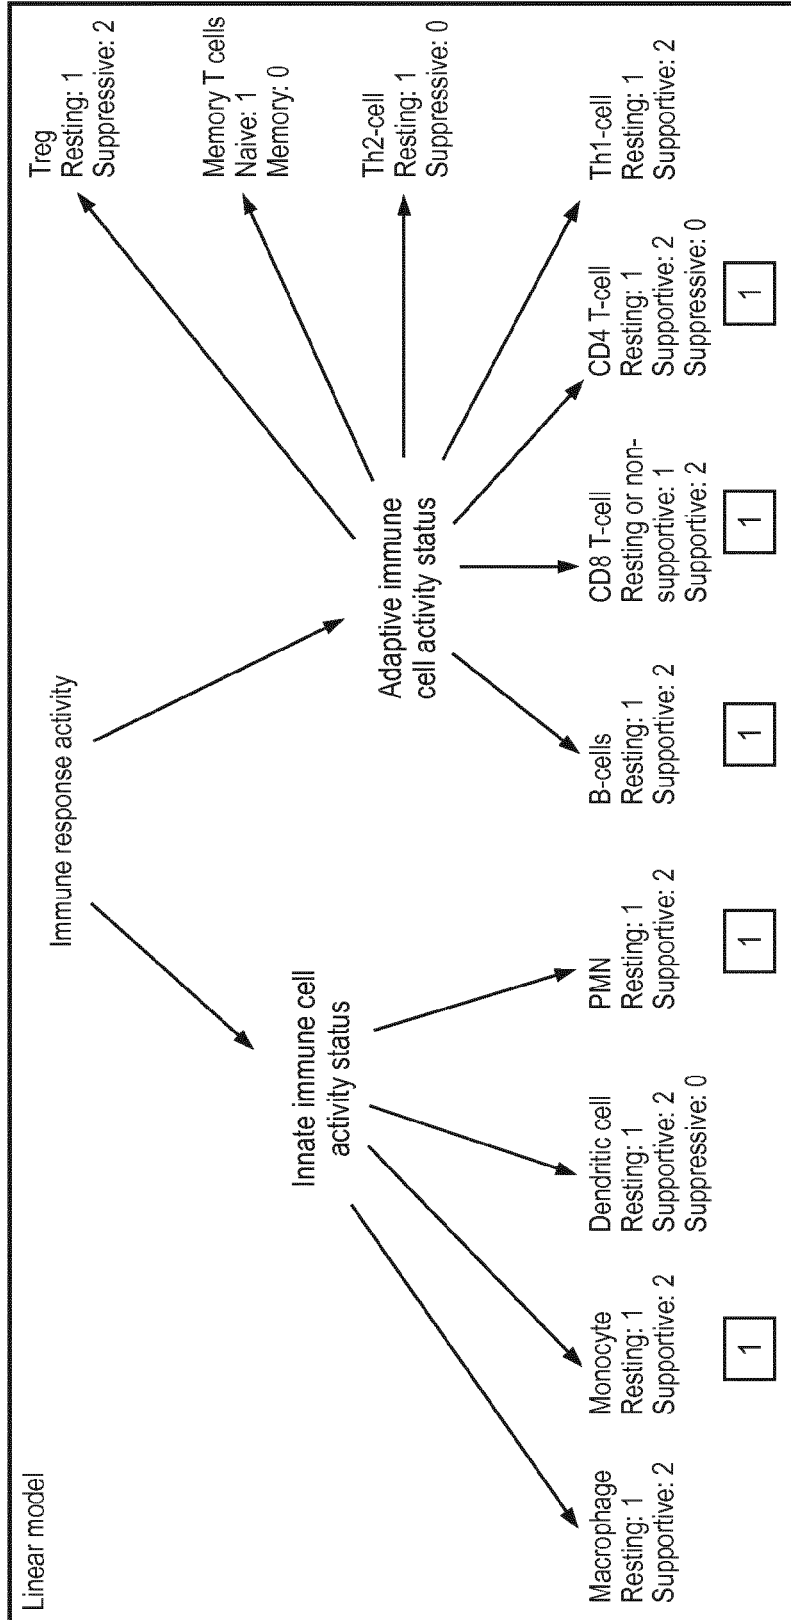 Linear model
Immune response activity
Innate immune cell
activity status
Adaptive immune
cell activity status
Treg
Resting: 1
Suppressive: 2
Memory T cells
Naive: 1
Memory: 0
Th2-cell
Resting: 1
Suppressive: 0
Th1-cell
Resting: 1
Supportive: 2
Macrophage
Resting: 1
Supportive: 2
Monocyte
Resting: 1
Supportive: 2
1
Dendritic cell
Resting: 1
Supportive: 2
Suppressive: 0
PMN
Resting: 1
Supportive: 2
1
B-cells
Resting: 1
Supportive: 2
1
CD8 T-cell
Resting or non-
supportive: 1
Supportive: 2
1
CD4 T-cell
Resting: 1
Supportive: 2
Suppressive: 0
1